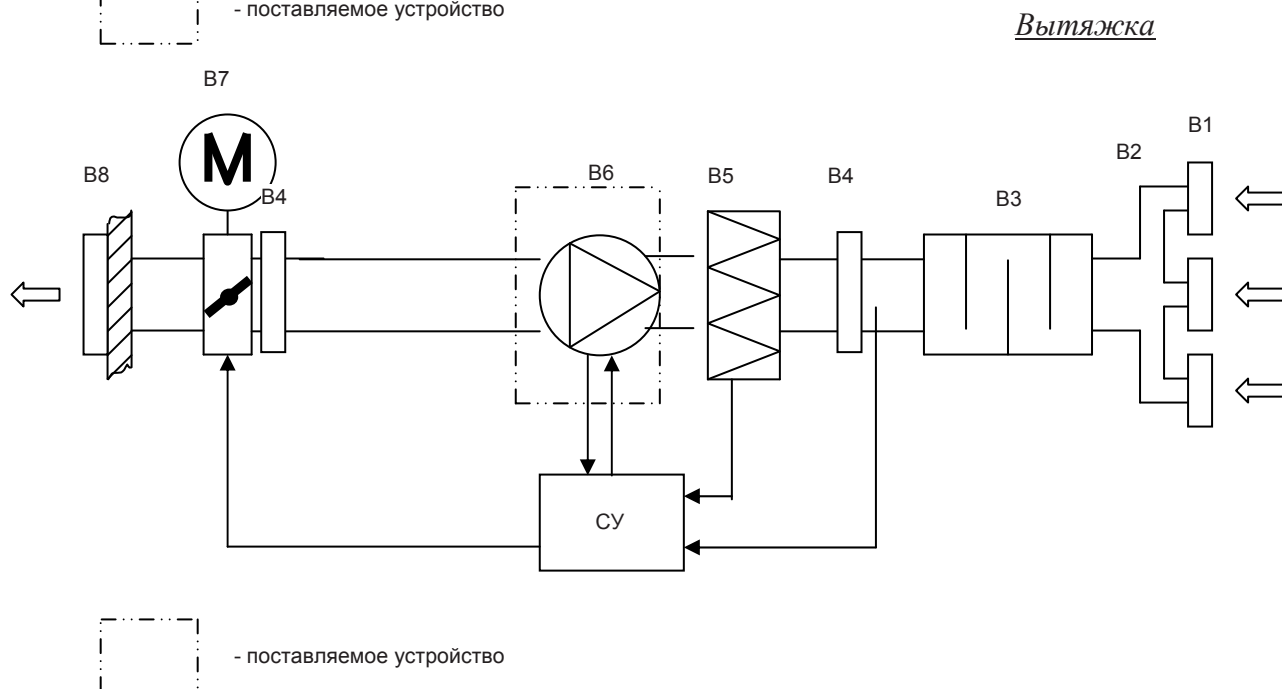 - поставляемое устройство
Вытяжка
В7
В1
В2
В8
M
В4
В6
В5
В4
В3
СУ
- поставляемое устройство